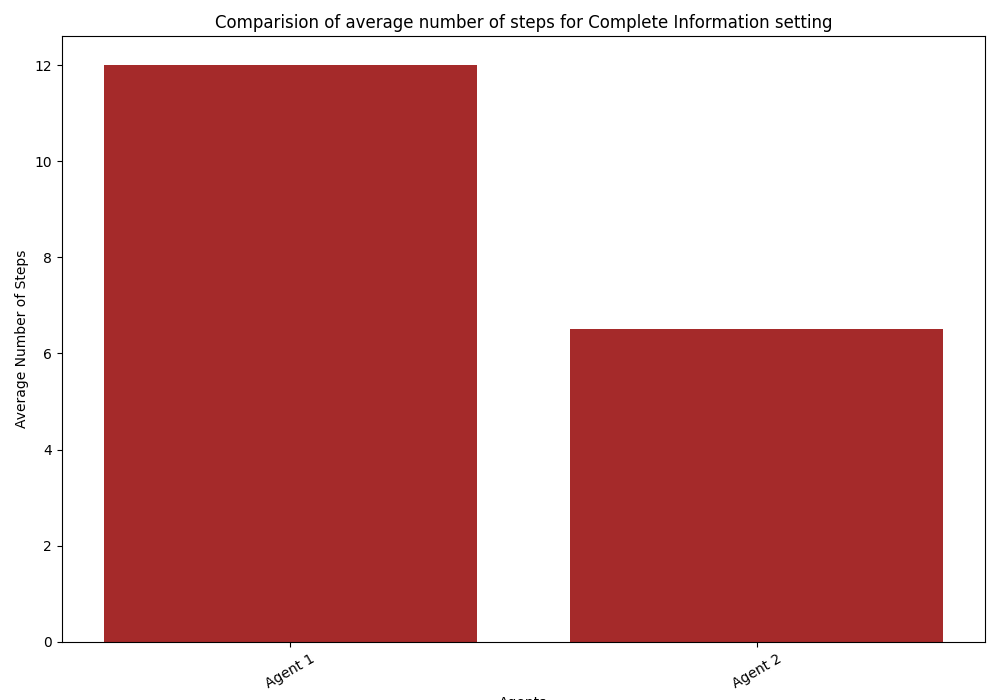 Comparision of average number of steps for Complete Information setting
Average Number of Steps
12
10
8
6
4
2
0
Agent 1
Agent 2
Agents